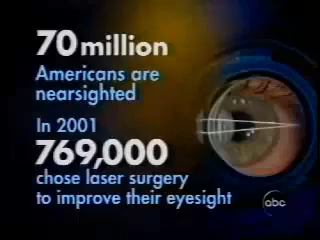 70 million
Americans are
nearsighted
In 2001
769,000
chose laser surgery
to improve their eyesight
abc